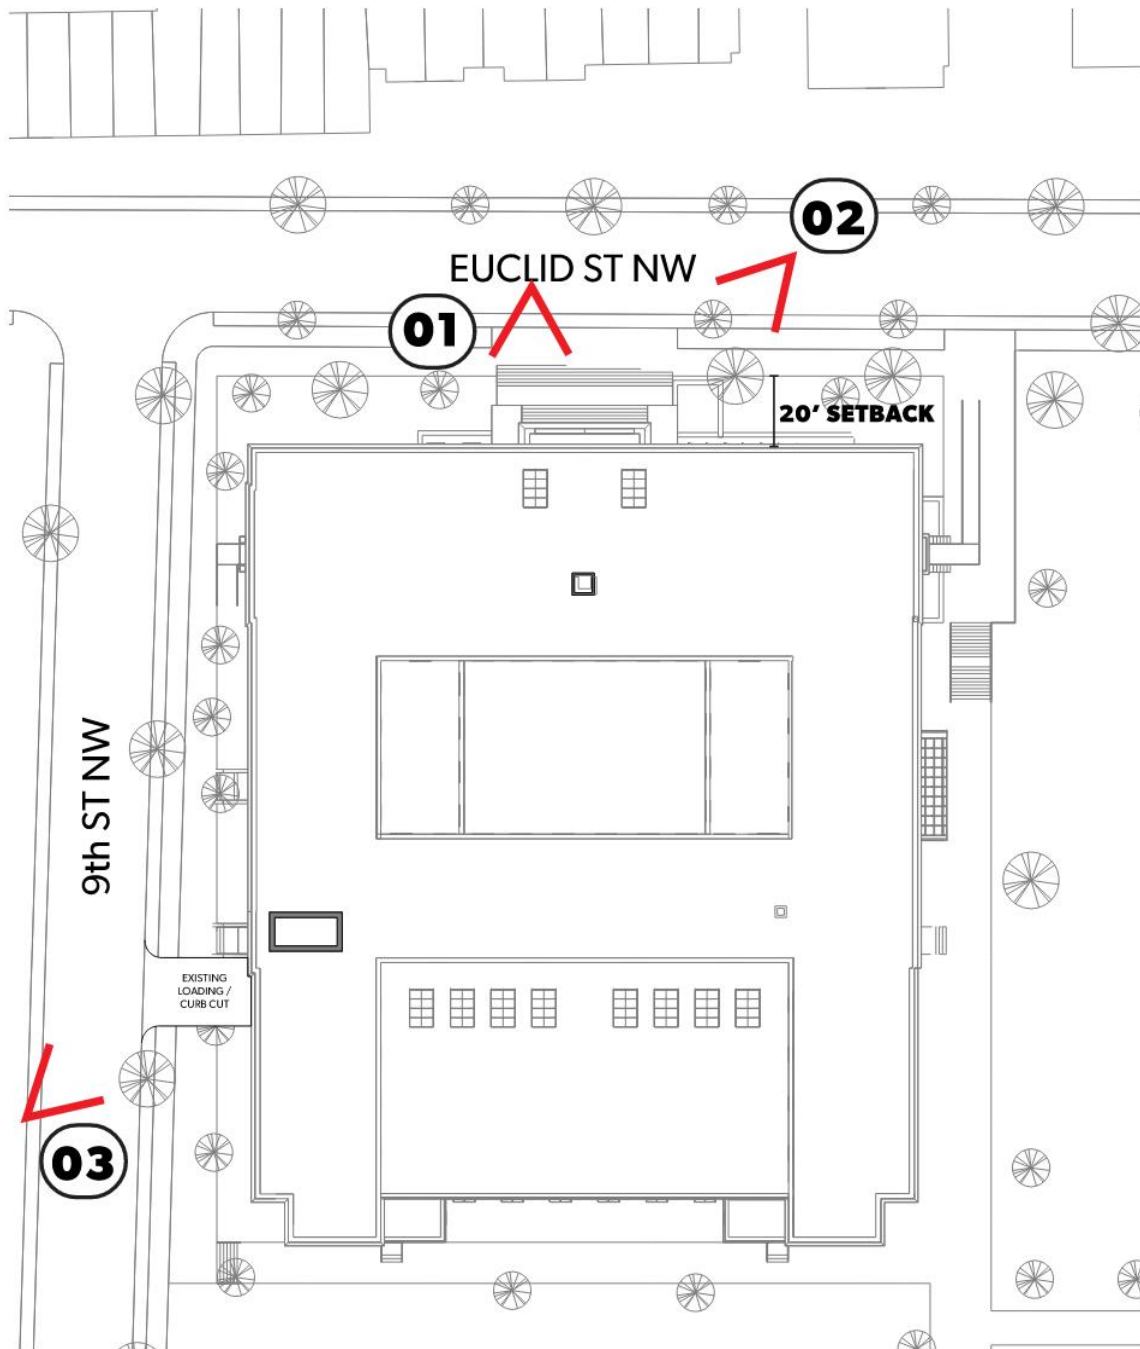 02
EUCLID ST NW
01
20' SETBACK
9th ST NW
EXISTING
LOADING /
CURB CUT
03